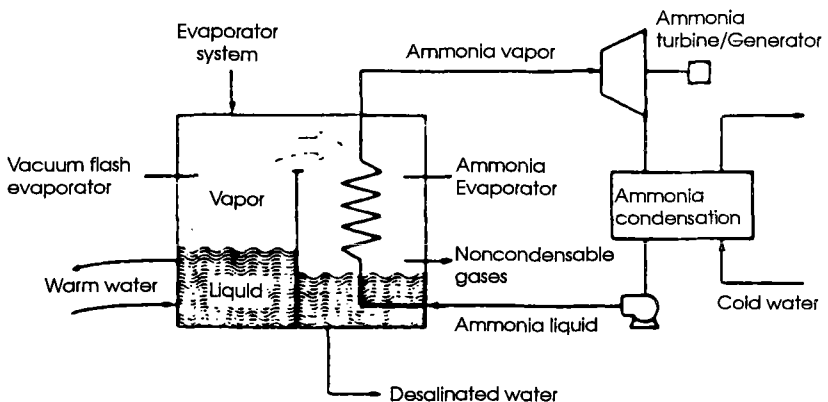 Evaporator
system
Ammonia vapor
Ammonia
turbine/Generator
Vacuum flash
evaporator
Vapor
Ammonia
Evaporator
Ammonia
condensation
Noncondensable
gases
Warm water
Liquid
Cold water
Ammonia liquid
Desalinated water